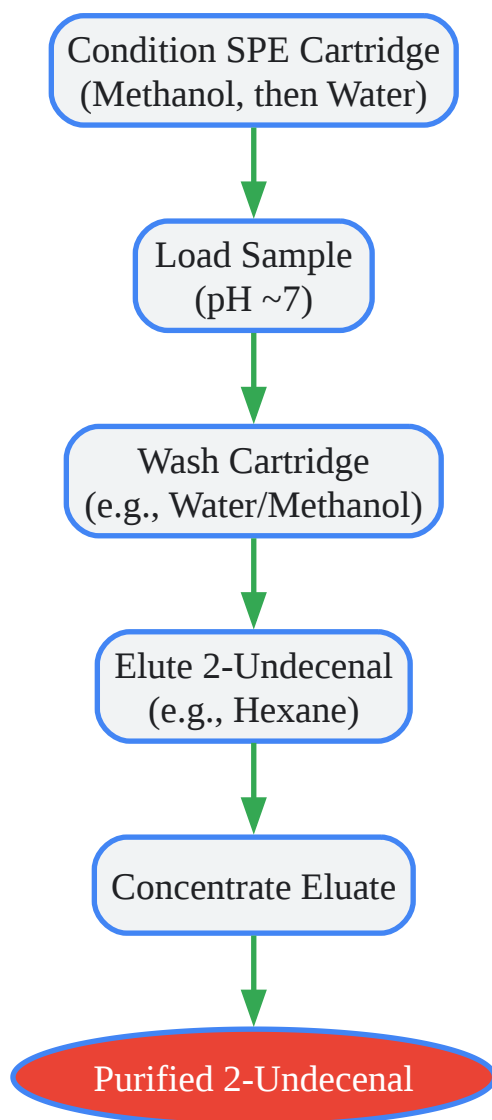 Condition SPE Cartridge
(Methanol, then Water)
Load Sample
(pH ~7)
Wash Cartridge
(e.g., Water/Methanol)
Elute 2-Undecenal
(e.g., Hexane)
Concentrate Eluate
Purified 2-Undecenal